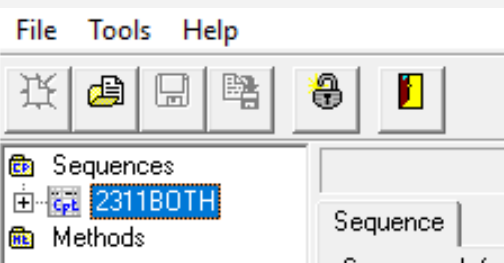 File Tools Help
Sequences
Cpt 2311BOTH
Methods
Sequence